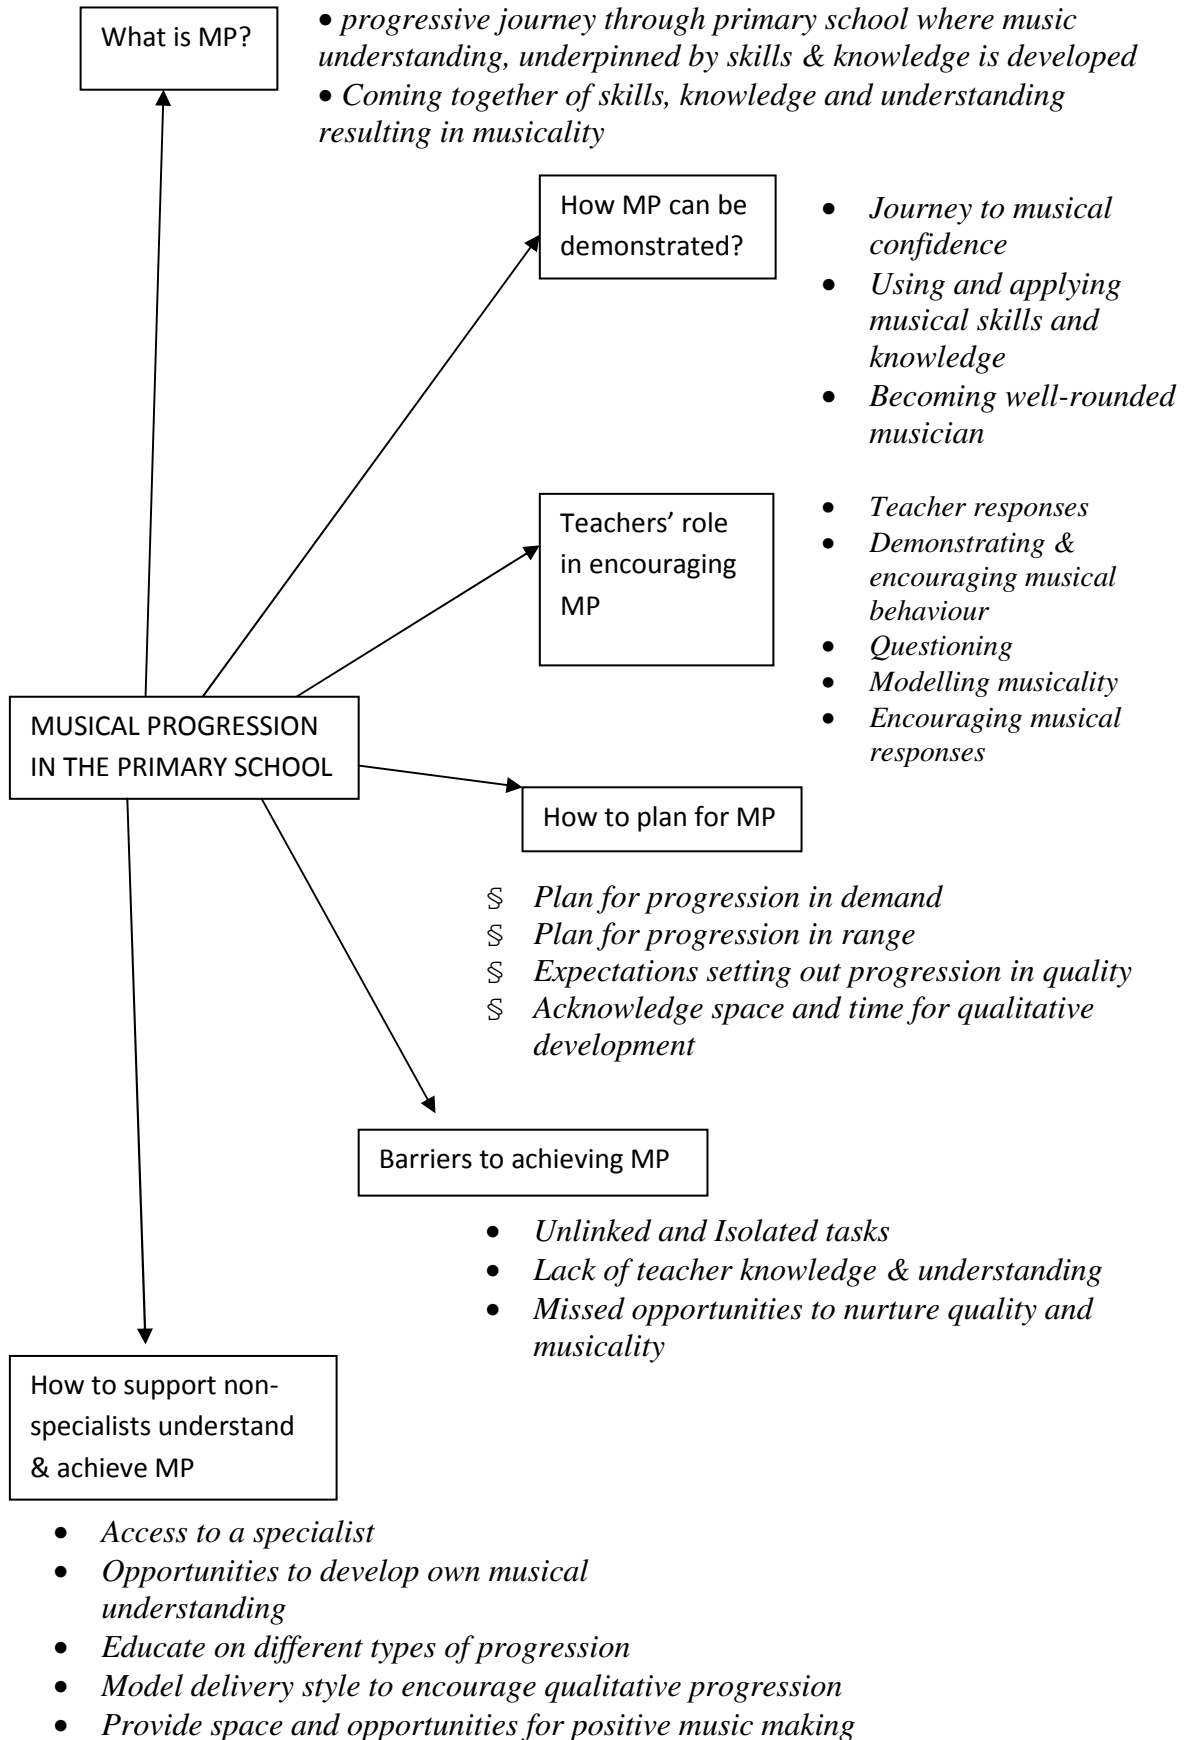 What is MP?
• progressive journey through primary school where music
understanding, underpinned by skills & knowledge is developed
• Coming together of skills, knowledge and understanding
resulting in musicality
How MP can be
demonstrated?
• Journey to musical
confidence
• Using and applying
musical skills and
knowledge
• Becoming well-rounded
musician
Teachers’ role
in encouraging
MP
• Teacher responses
• Demonstrating &
encouraging musical
behaviour
• Questioning
• Modelling musicality
• Encouraging musical
responses
MUSICAL PROGRESSION
IN THE PRIMARY SCHOOL
How to plan for MP
§ Plan for progression in demand
§ Plan for progression in range
§ Expectations setting out progression in quality
§ Acknowledge space and time for qualitative
development
Barriers to achieving MP
• Unlinked and Isolated tasks
• Lack of teacher knowledge & understanding
• Missed opportunities to nurture quality and
musicality
How to support non-
specialists understand
& achieve MP
• Access to a specialist
• Opportunities to develop own musical
understanding
• Educate on different types of progression
• Model delivery style to encourage qualitative progression
• Provide space and opportunities for positive music making